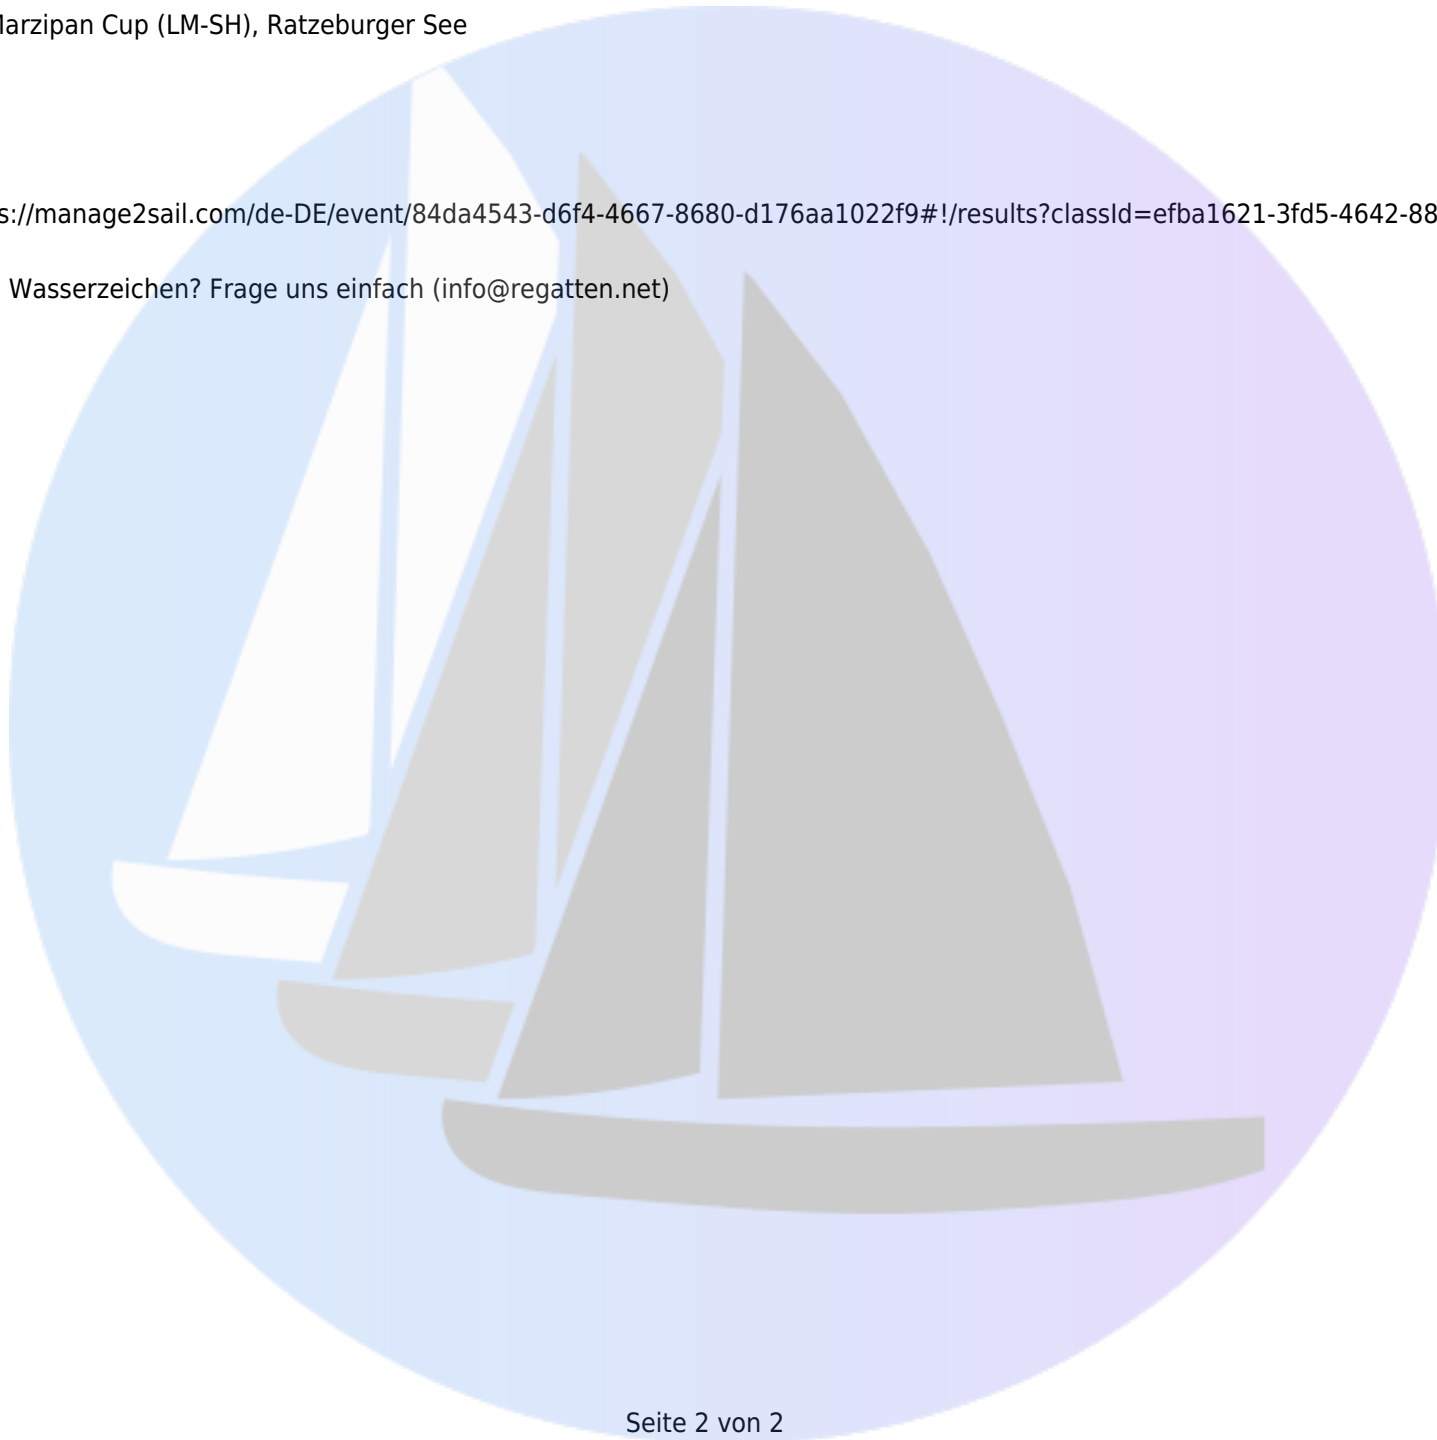 Marzipan Cup (LM-SH), Ratzeburger See
s://manage2sail.com/de-DE/event/84da4543-d6f4-4667-8680-d176aa1022f9#!/results?classId=efba1621-3fd5-4642-88
Wasserzeichen? Frage uns einfach (info@regatten.net)
Seite 2 von 2